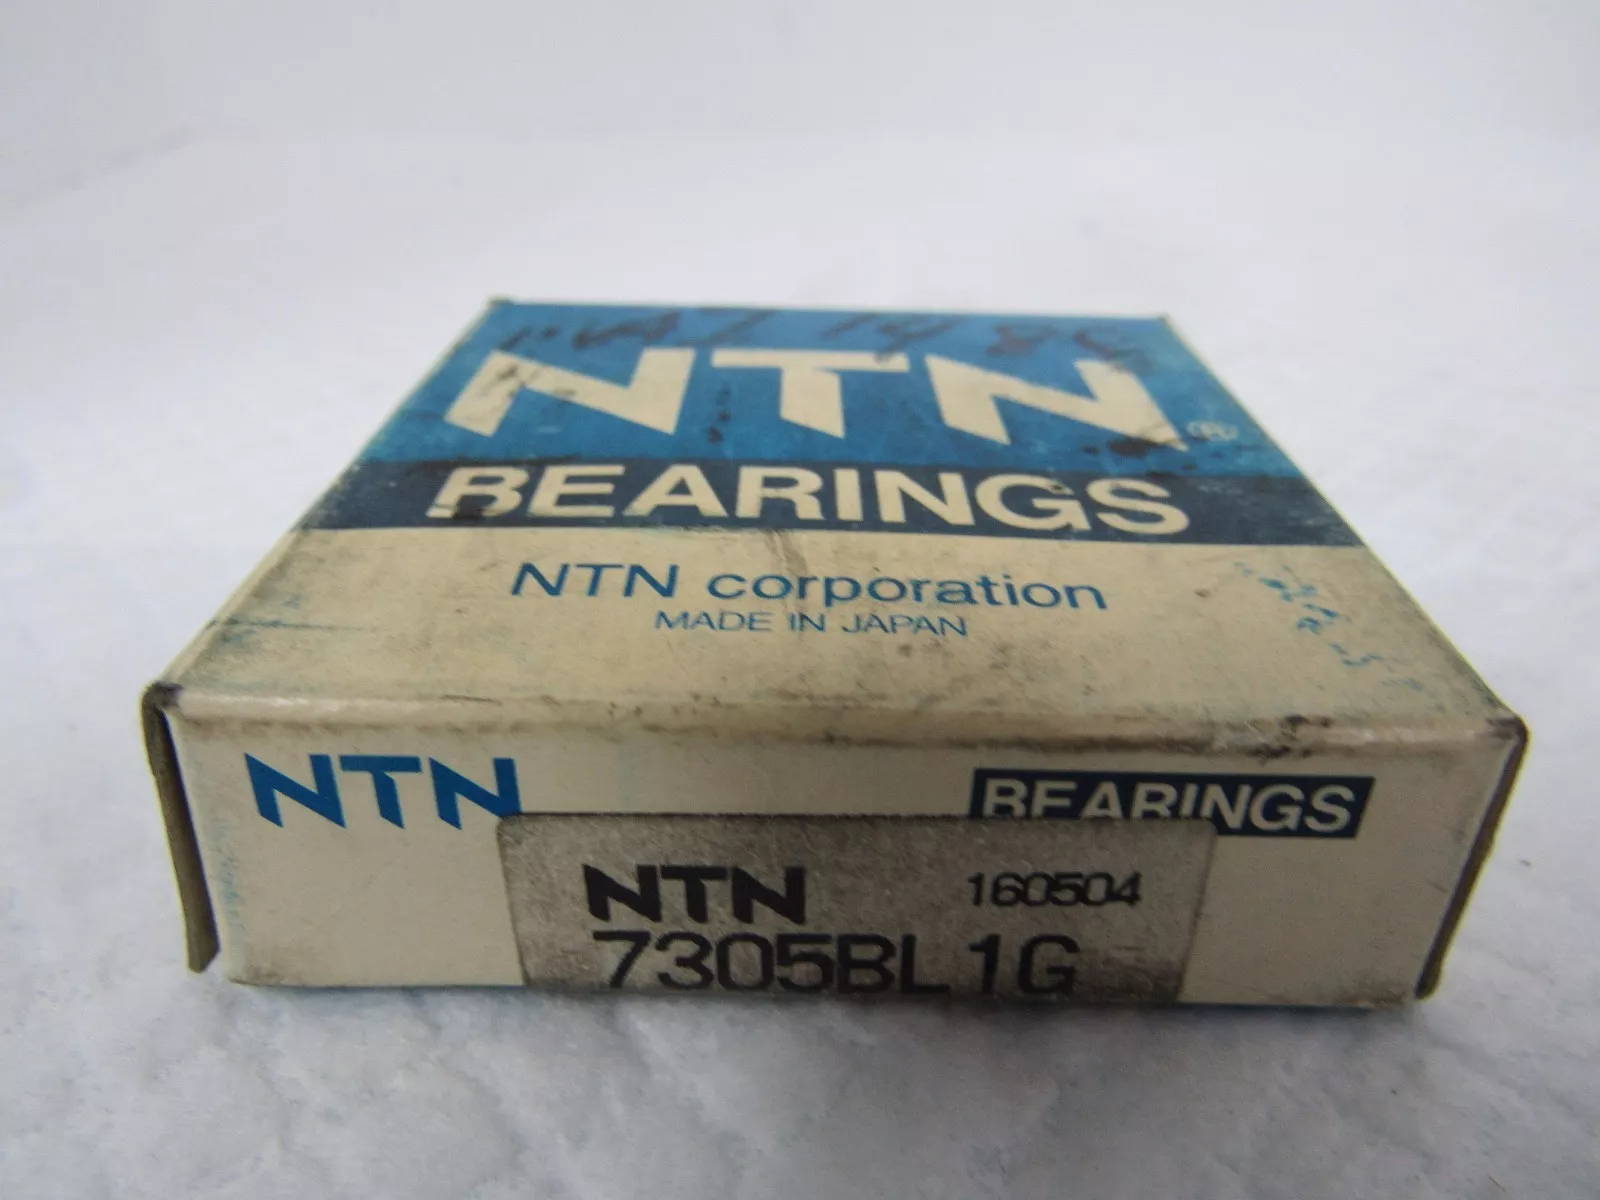 NTN®
BEARINGS
NTN corporation
MADE IN JAPAN
NTN BEARINGS
NTN 160504
7305BL1G